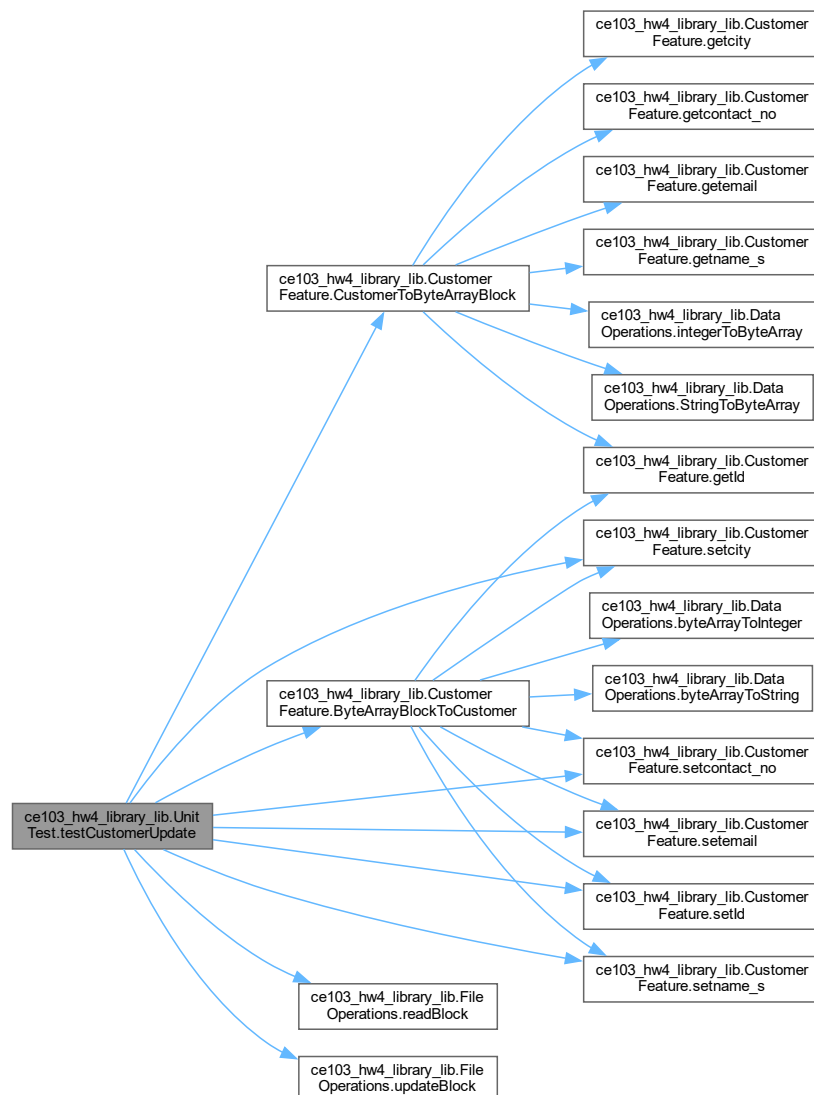 ce103_hw4_library_lib.Customer
Feature.getcity
ce103_hw4_library_lib.Customer
Feature.getcontact_no
ce103_hw4_library_lib.Customer
Feature.getemail
ce103_hw4_library_lib.Customer
Feature.getname_s
ce103_hw4_library_lib.Customer
Feature.CustomerToByteArrayBlock
ce103_hw4_library_lib.Data
Operations.integerToByteArray
ce103_hw4_library_lib.Data
Operations.StringToByteArray
ce103_hw4_library_lib.Customer
Feature.getId
ce103_hw4_library_lib.Customer
Feature.setcity
ce103_hw4_library_lib.Data
Operations.byteArrayToInteger
ce103_hw4_library_lib.Customer
Feature.ByteArrayBlockToCustomer
ce103_hw4_library_lib.Data
Operations.byteArrayToString
ce103_hw4_library_lib.Customer
Feature.setcontact_no
ce103_hw4_library_lib.Unit
Test.testCustomerUpdate
ce103_hw4_library_lib.Customer
Feature.setemail
ce103_hw4_library_lib.Customer
Feature.setId
ce103_hw4_library_lib.Customer
Feature.setname_s
ce103_hw4_library_lib.File
Operations.readBlock
ce103_hw4_library_lib.File
Operations.updateBlock